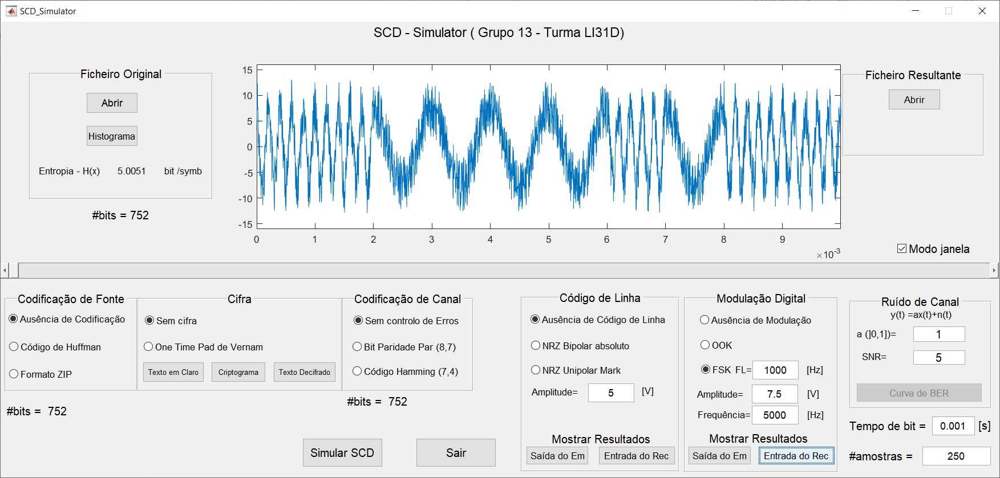 SCD_Simulator
SCD - Simulator ( Grupo 13 - Turma LI31D)
Ficheiro Original
Abrir
Histograma
Entropia - H(x) 5.0051 bit /symb
#bits = 752
15
10
5
0
-5
-10
-15
0 1 2 3 4 5 6 7 8 9
×10-3
Ficheiro Resultante
Abrir
Modo janela
Codificação de Fonte
Ausência de Codificação
Código de Huffman
Formato ZIP
#bits = 752
Cifra
Sem cifra
One Time Pad de Vernam
Texto em Claro Criptograma Texto Decifrado
Codificação de Canal
Sem controlo de Erros
Bit Paridade Par (8,7)
Código Hamming (7,4)
#bits = 752
Simular SCD Sair
Código de Linha
Ausência de Código de Linha
NRZ Bipolar absoluto
NRZ Unipolar Mark
Amplitude= 5 [V]
Mostrar Resultados
Saída do Em Entrada do Rec
Modulação Digital
Ausência de Modulação
OOK
FSK FL= 1000 [Hz]
Amplitude= 7.5 [V]
Frequência= 5000 [Hz]
Mostrar Resultados
Saída do Em Entrada do Rec
Ruído de Canal
y(t) =ax(t)+n(t)
a (]0,1])= 1
SNR= 5
Curva de BER
Tempo de bit = 0.001 [s]
#amostras = 250